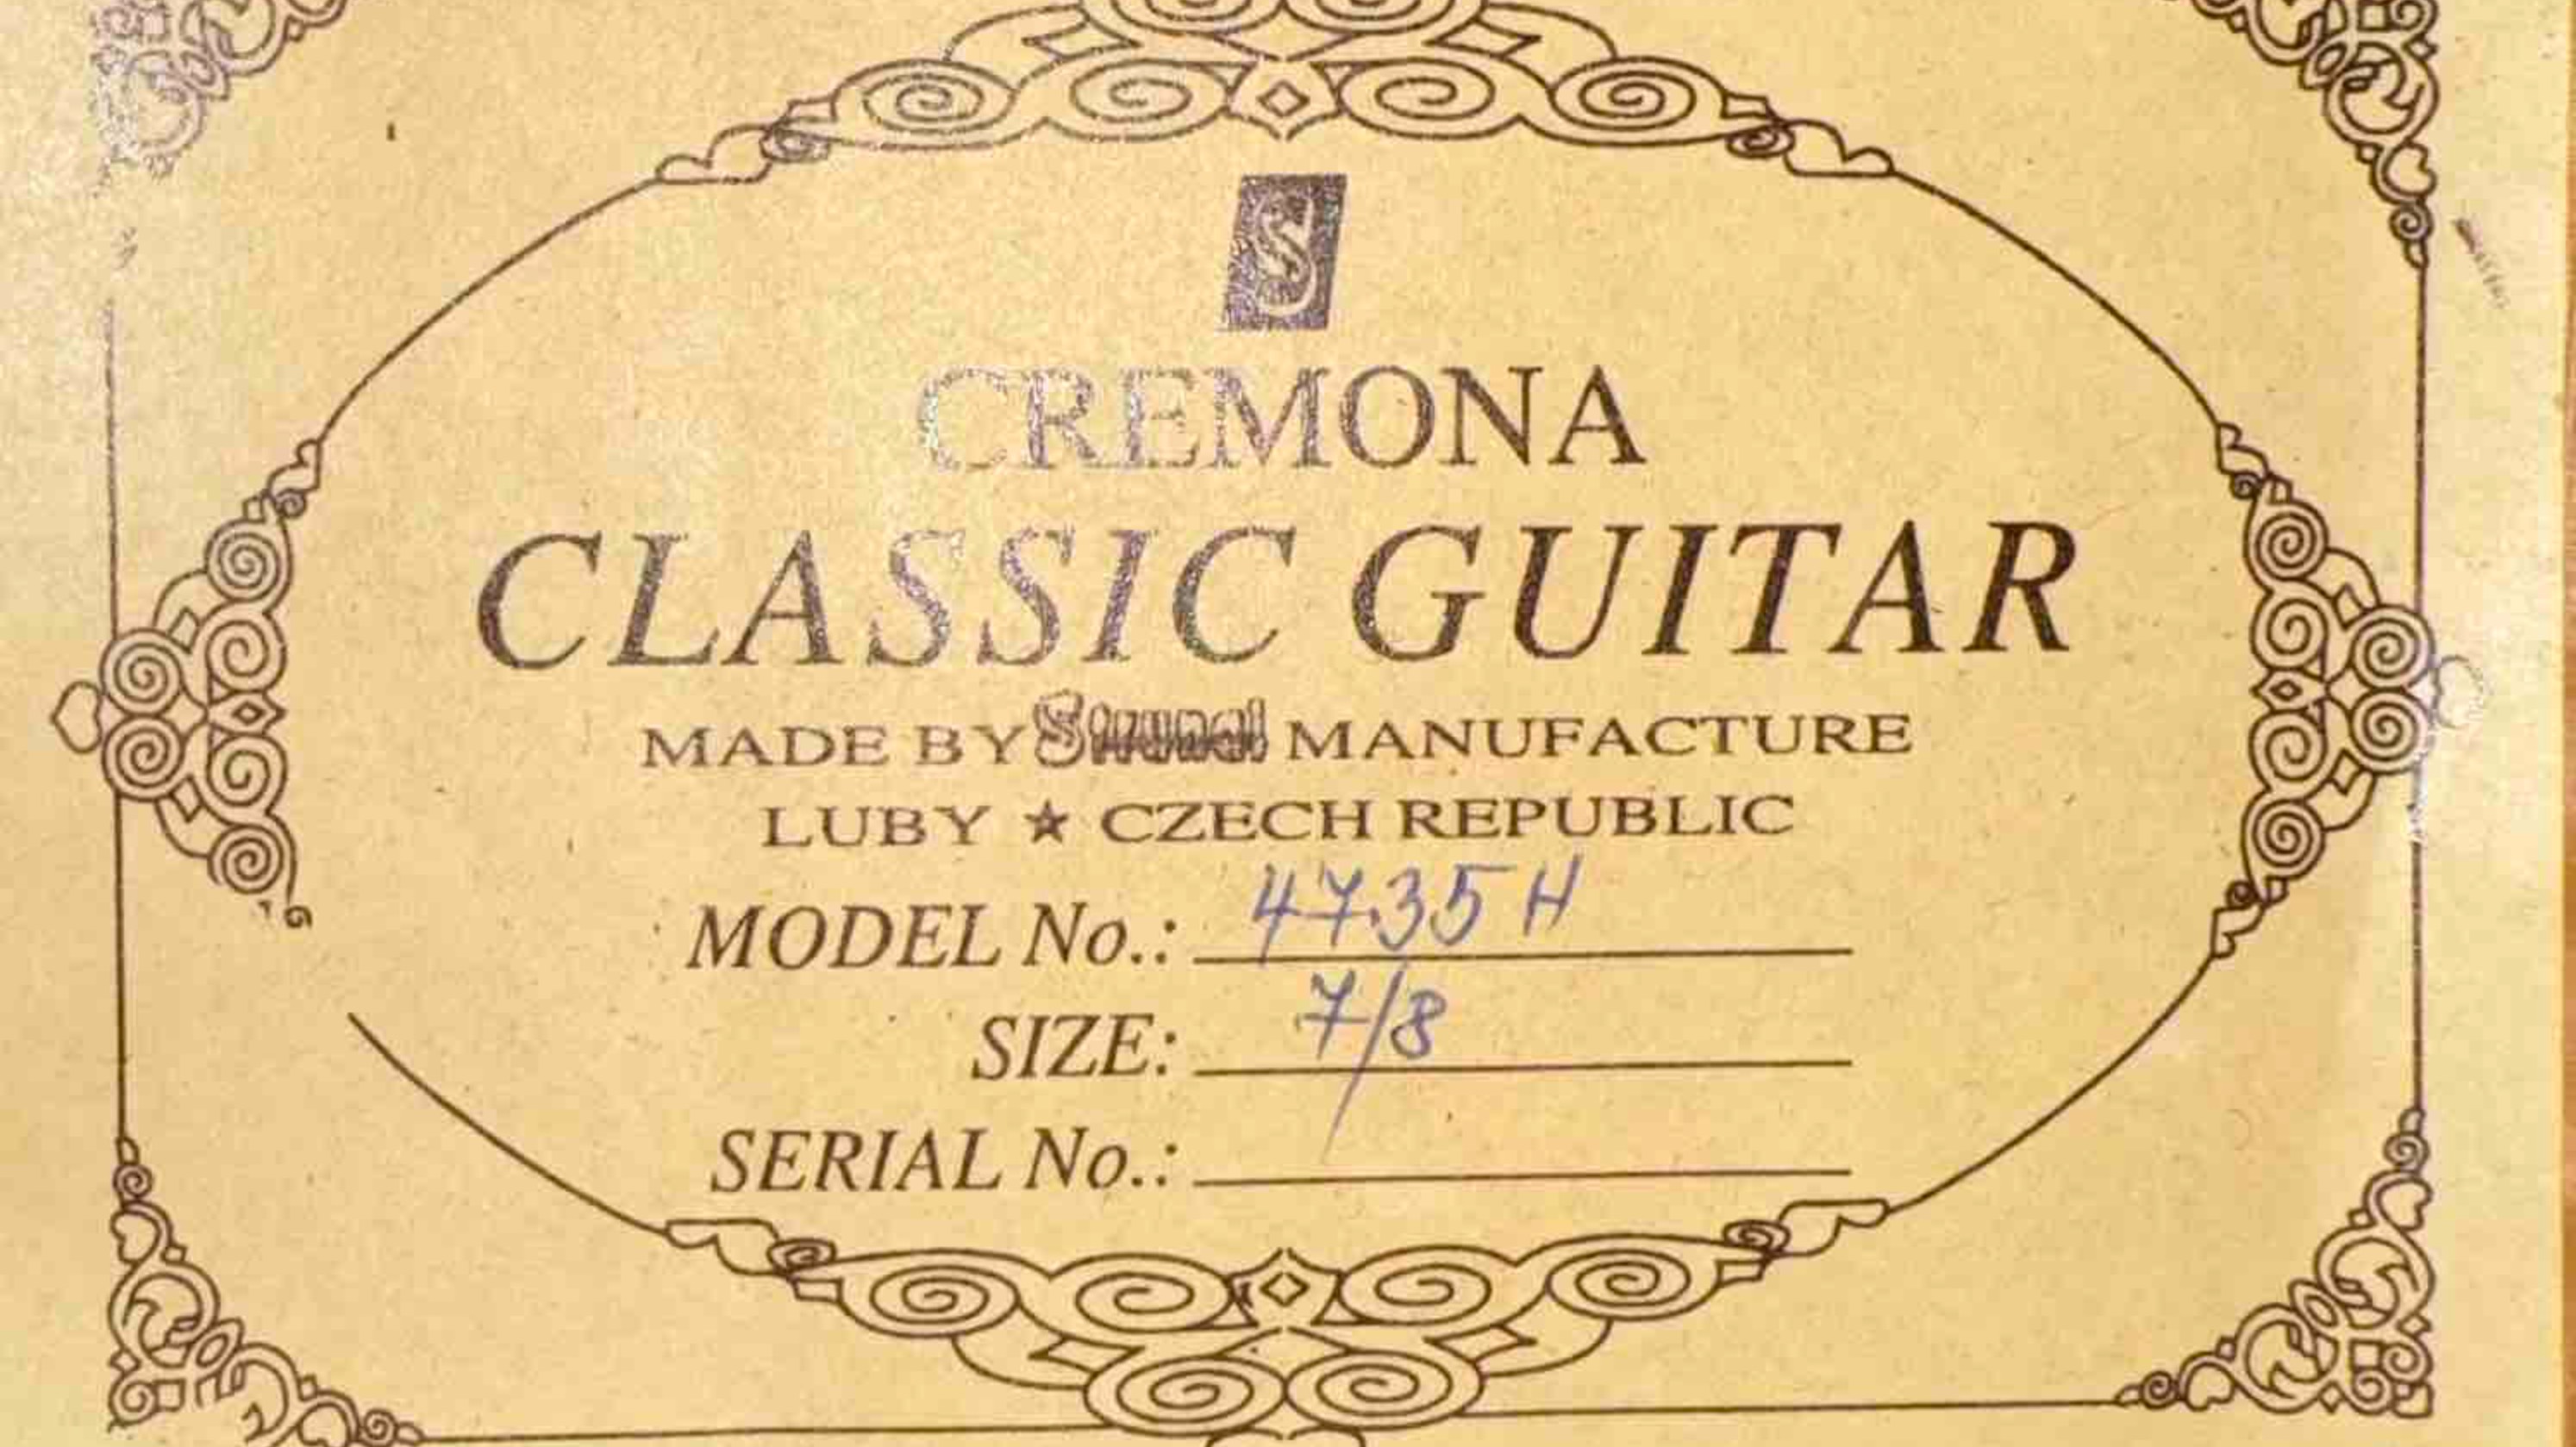 S
CREMONA
CLASSIC GUITAR
MADE BY Strunal MANUFACTURE
LUBY ★ CZECH REPUBLIC
MODEL No.: 4735H
SIZE: 7/8
SERIAL No.: